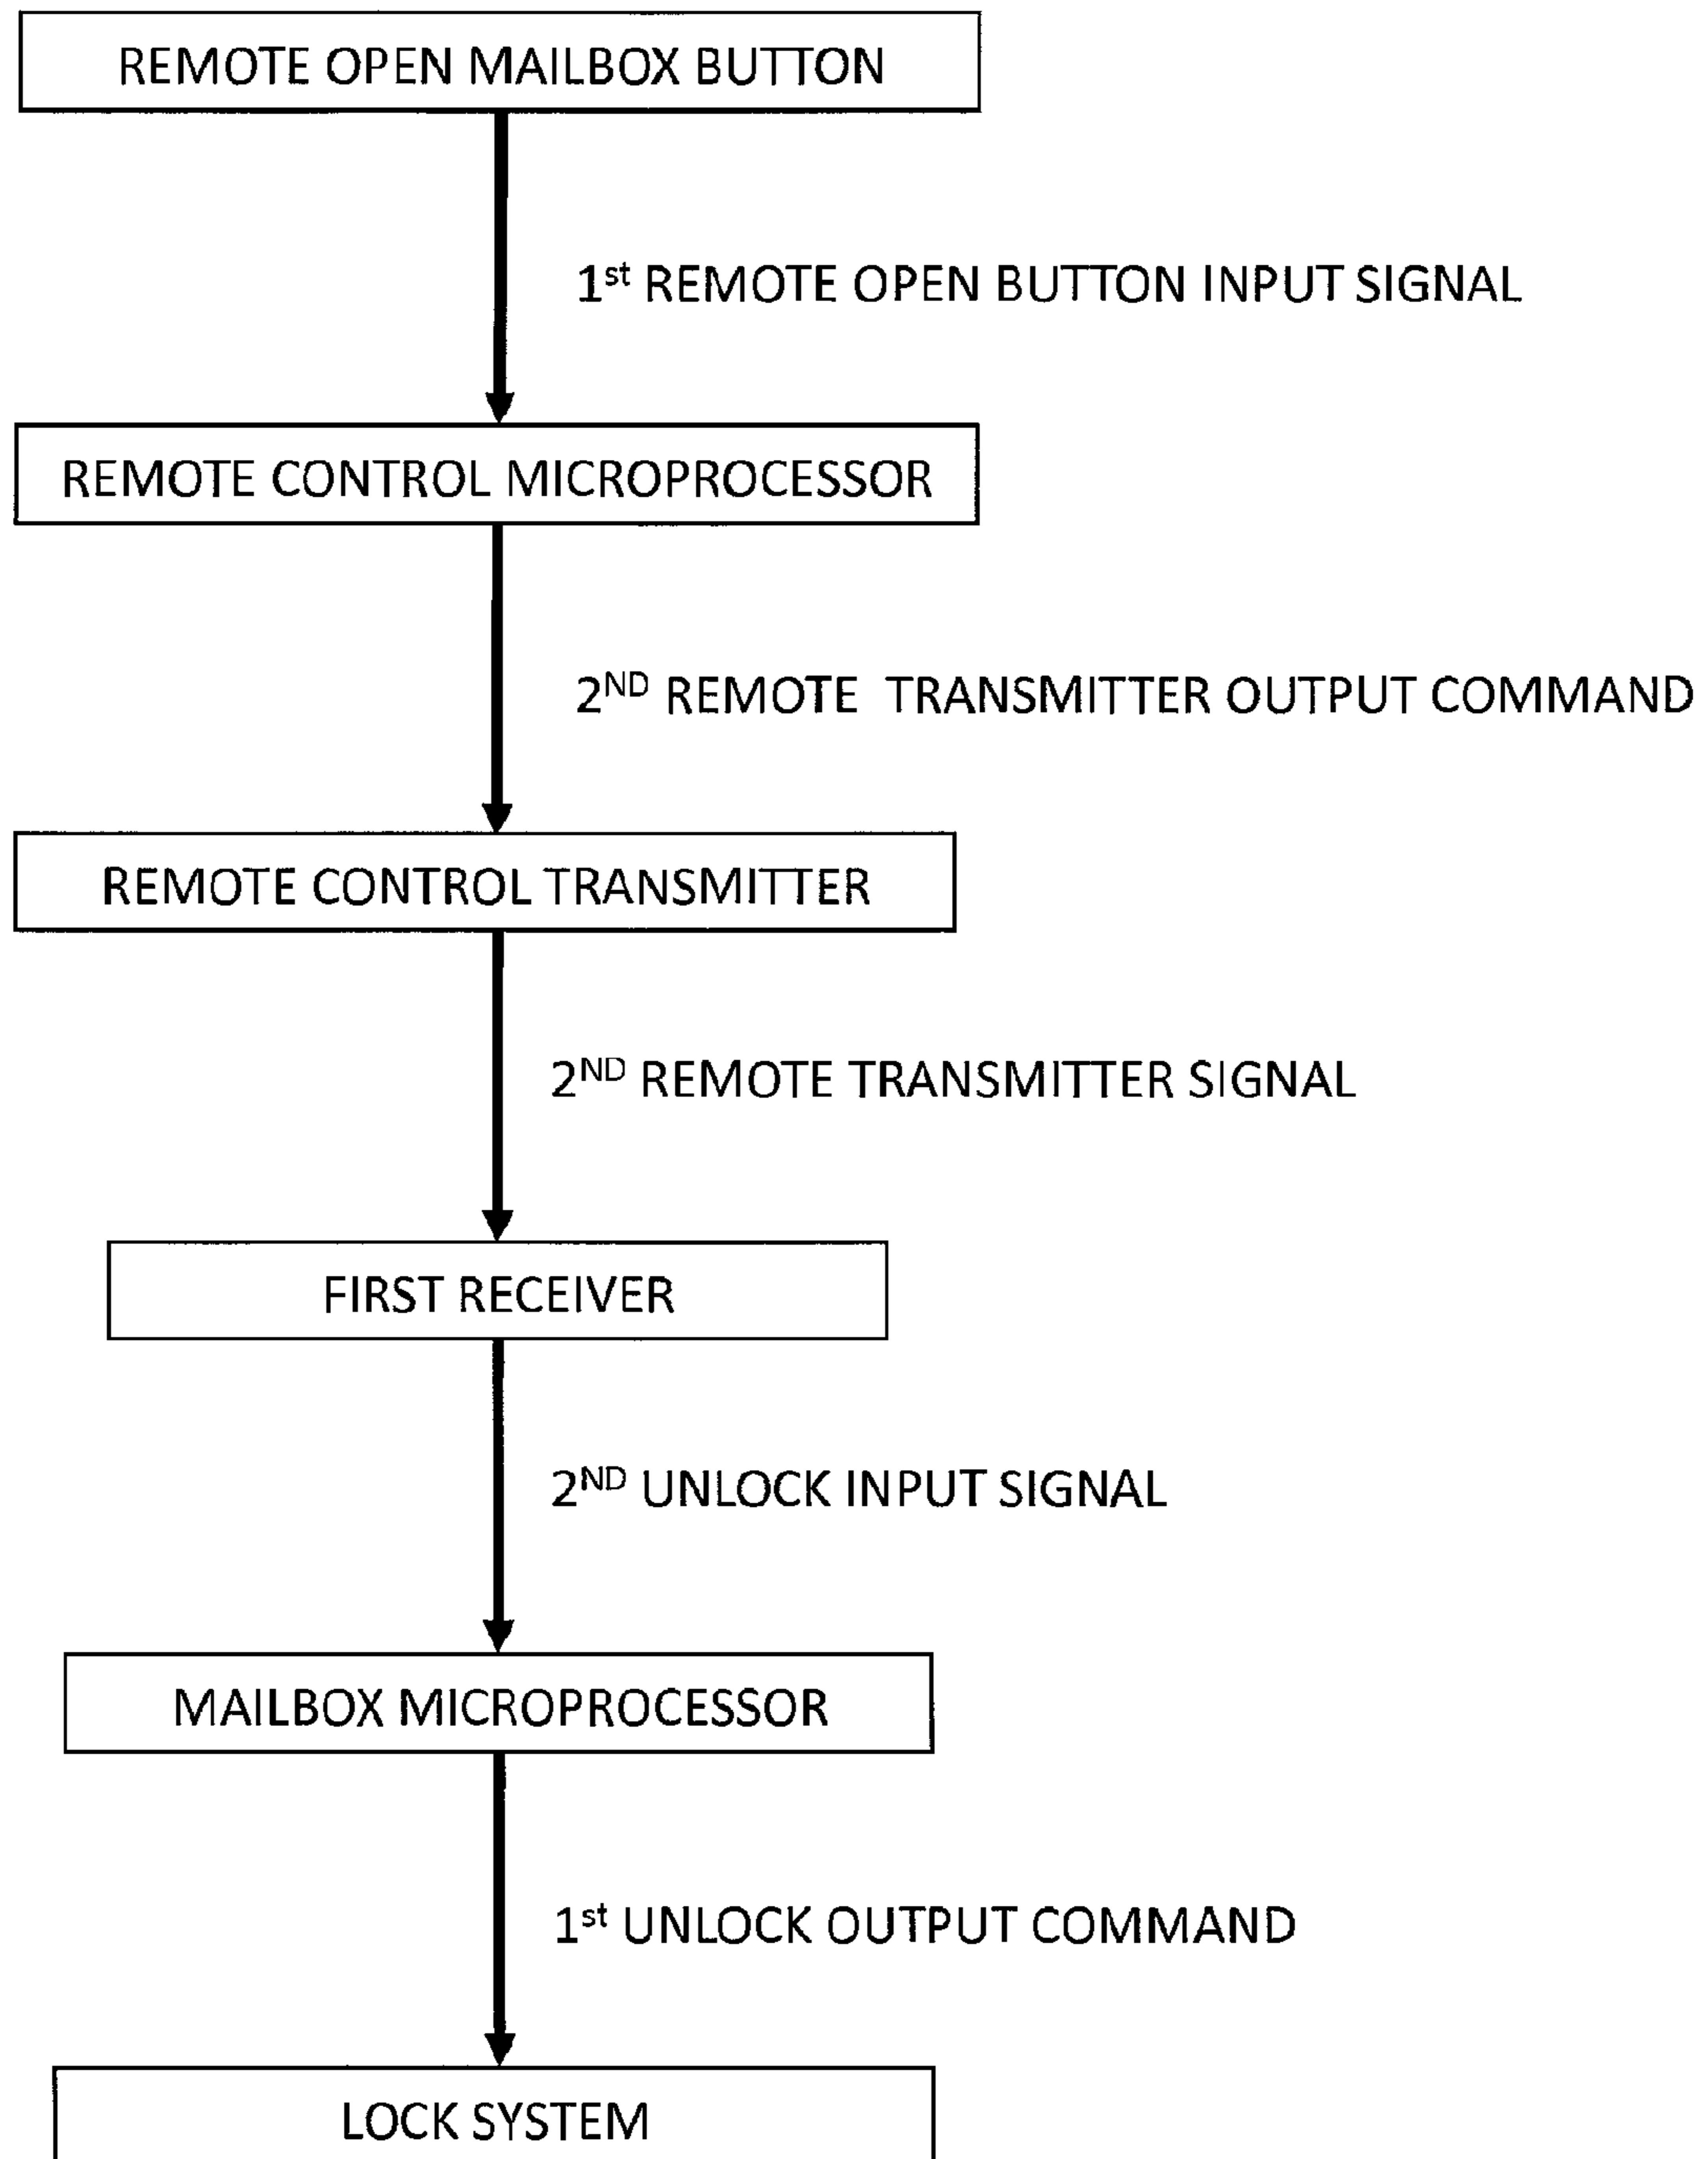 REMOTE OPEN MAILBOX BUTTON
1st REMOTE OPEN BUTTON INPUT SIGNAL
REMOTE CONTROL MICROPROCESSOR
2ND REMOTE TRANSMITTER OUTPUT COMMAND
REMOTE CONTROL TRANSMITTER
2ND REMOTE TRANSMITTER SIGNAL
FIRST RECEIVER
2ND UNLOCK INPUT SIGNAL
MAILBOX MICROPROCESSOR
1st UNLOCK OUTPUT COMMAND
LOCK SYSTEM